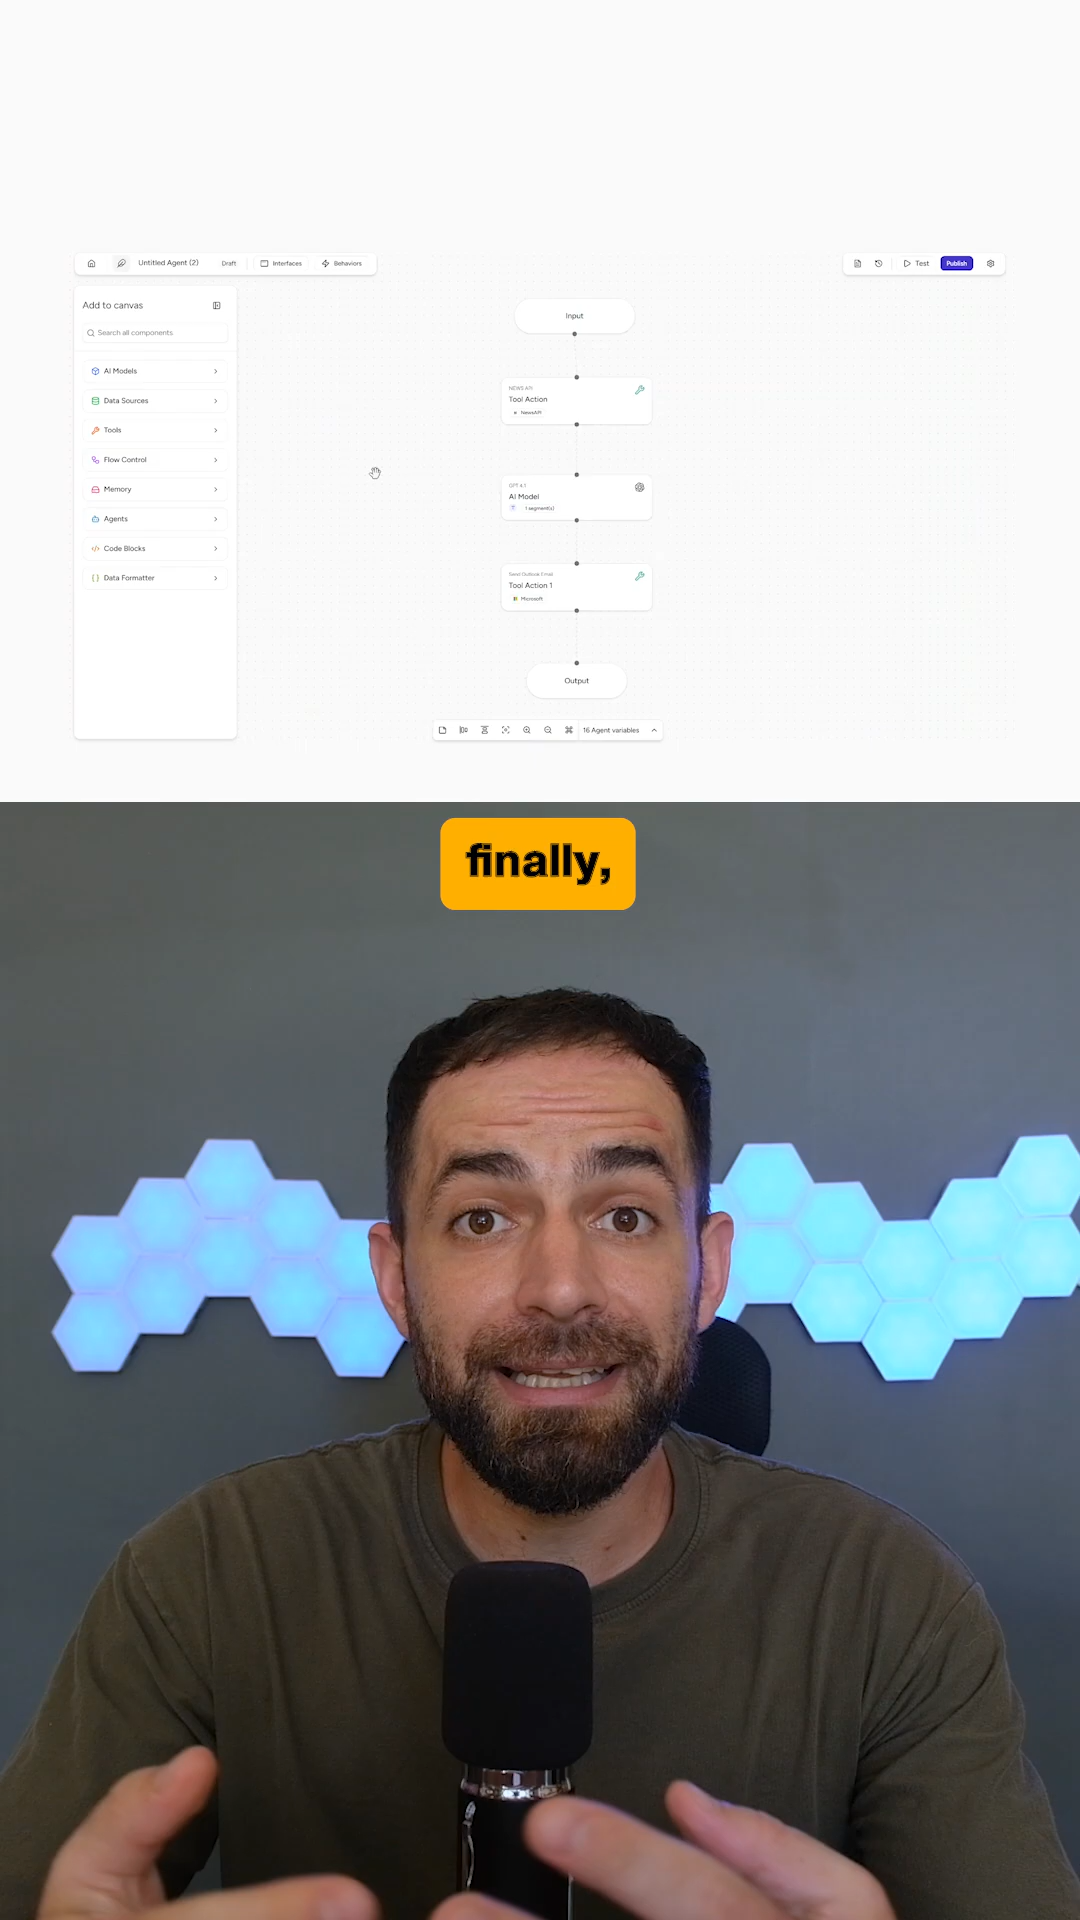 Untitled Agent (2)
Draft
Interfaces
Behaviors
Test
Publish
Add to canvas
Search all components
AI Models
Data Sources
Tools
Flow Control
Memory
Agents
Code Blocks
Data Formatter
Input
NEWS API
Tool Action
NewsAPI
GPT 4.1
AI Model
1 segment(s)
Send Outlook Email
Tool Action 1
Microsoft
Output
16 Agent variables
finally,